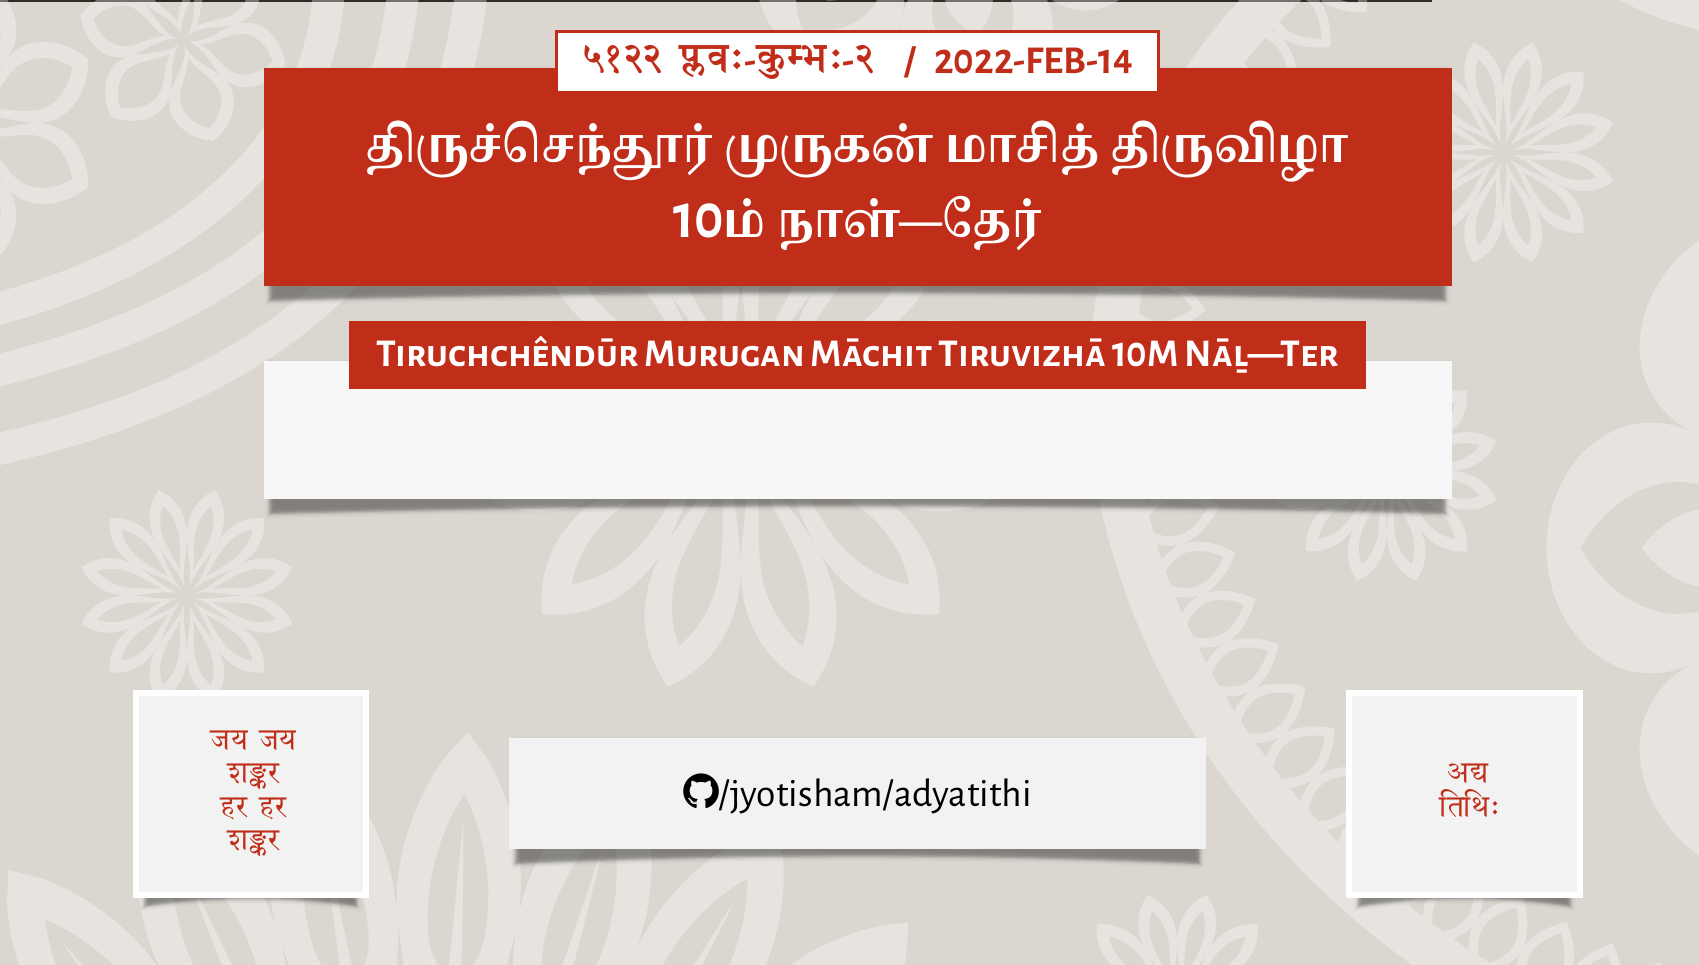 ५१२२ प्लवः-कुम्भः-२ / 2022-FEB-14
திருச்செந்தூர் முருகன் மாசித் திருவிழா
10ம் நாள்—தேர்
Tiruchchêndūr Murugan Māchit Tiruvizhā 10m Nāḻ—Ter
जय जय
शङ्कर
हर हर
शङ्कर
/jyotisham/adyatithi
अद्य
तिथिः